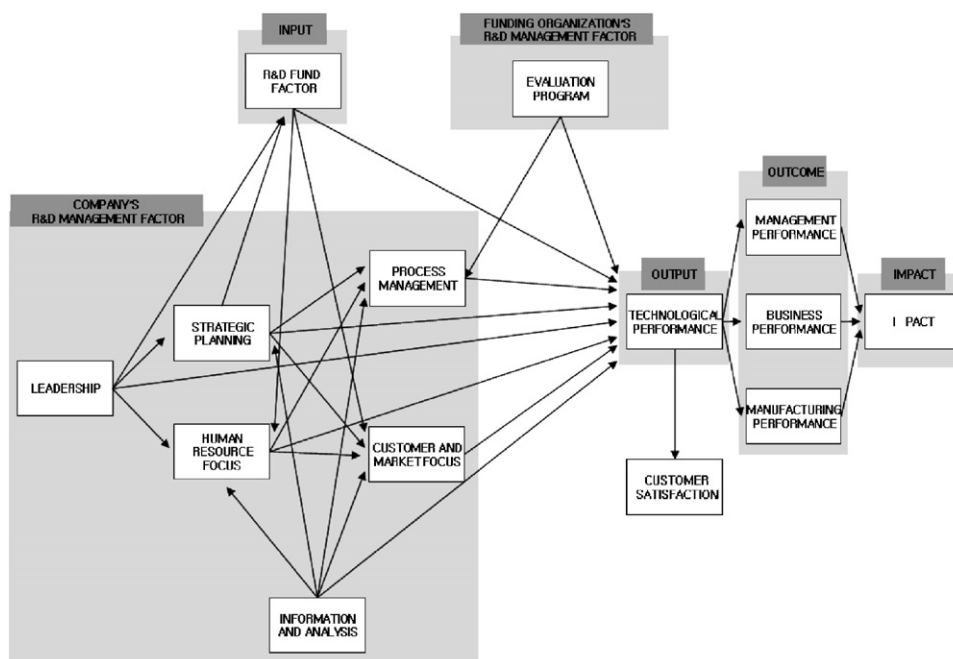 INPUT
R&D FUND
FACTOR
FUNDING ORGANIZATION'S
R&D MANAGEMENT FACTOR
EVALUATION
PROGRAM
COMPANY'S
R&D MANAGEMENT FACTOR
LEADERSHIP
STRATEGIC
PLANNING
HUMAN
RESOURCE
FOCUS
PROCESS
MANAGEMENT
CUSTOMER AND
MARKET FOCUS
INFORMATION
AND ANALYSIS
OUTPUT
TECHNOLOGICAL
PERFORMANCE
CUSTOMER
SATISFACTION
OUTCOME
MANAGEMENT
PERFORMANCE
BUSINESS
PERFORMANCE
MANUFACTURING
PERFORMANCE
IMPACT
I PACT